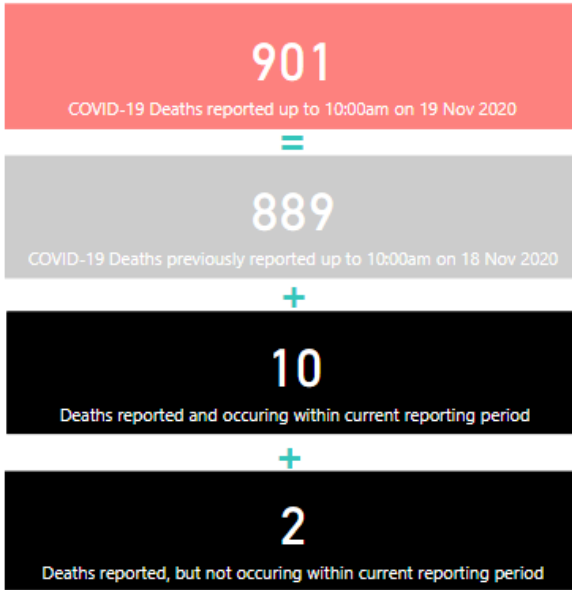 901
COVID-19 Deaths reported up to 10:00am on 19 Nov 2020
=
889
COVID-19 Deaths previously reported up to 10:00am on 18 Nov 2020
+
10
Deaths reported and occuring within current reporting period
+
2
Deaths reported, but not occuring within current reporting period